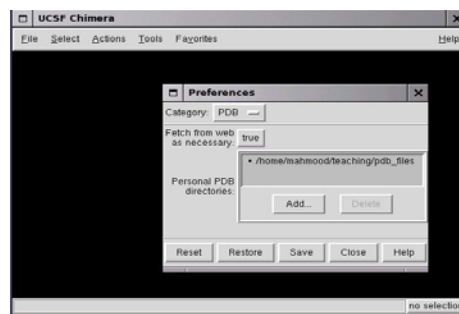 UCSF Chimera
File Select Actions Tools Favorites Help
Preferences
Category: PDB
Fetch from web
as necessary: true
• /home/mahmood/teaching/pdb_files
Personal PDB
directories:
Add... Delete
Reset Restore Save Close Help
no selection